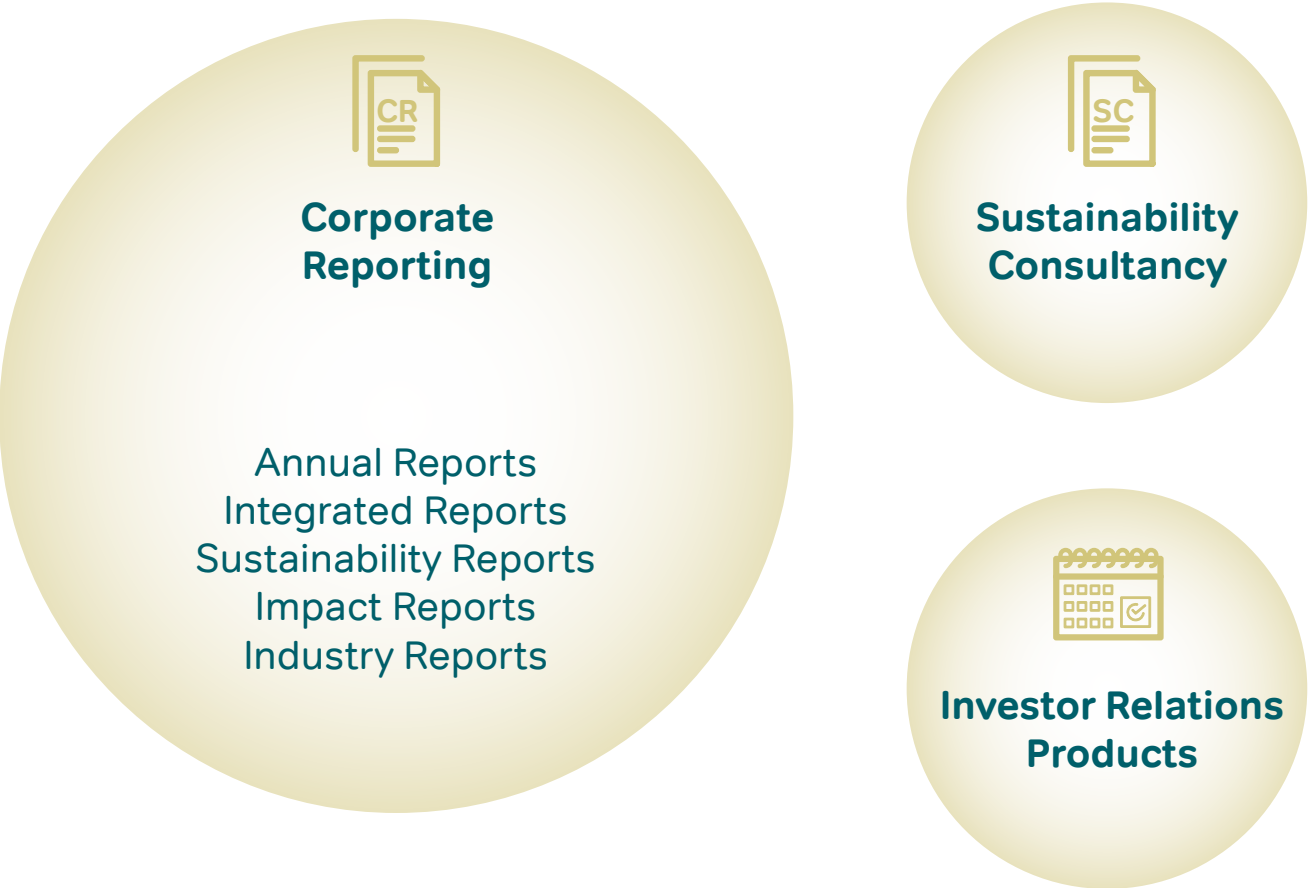 CR
Corporate
Reporting
Annual Reports
Integrated Reports
Sustainability Reports
Impact Reports
Industry Reports
SC
Sustainability
Consultancy
Investor Relations
Products